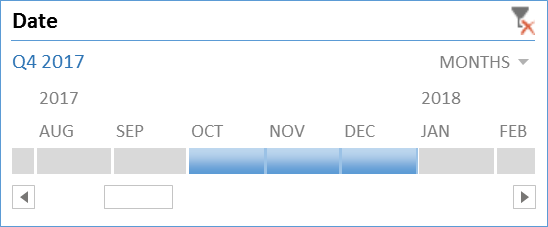 Date
Q4 2017 MONTHS
2017 2018
AUG SEP OCT NOV DEC JAN FEB